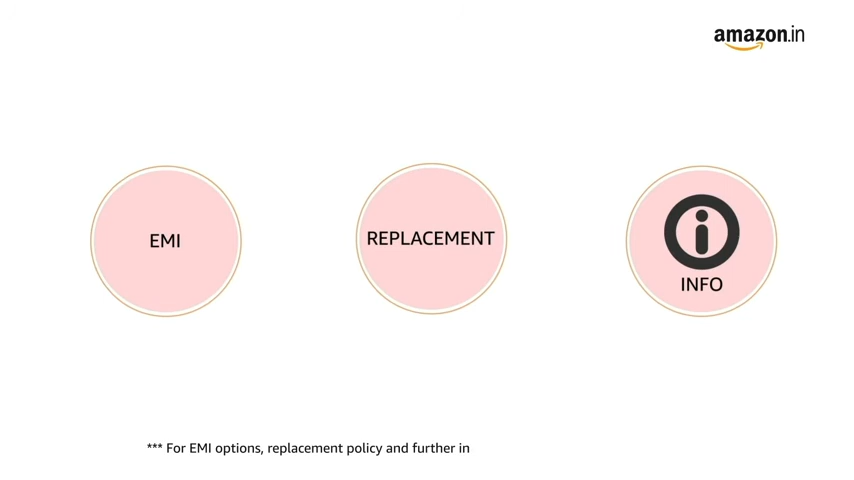 amazon.in
EMI
REPLACEMENT
INFO
*** For EMI options, replacement policy and further in